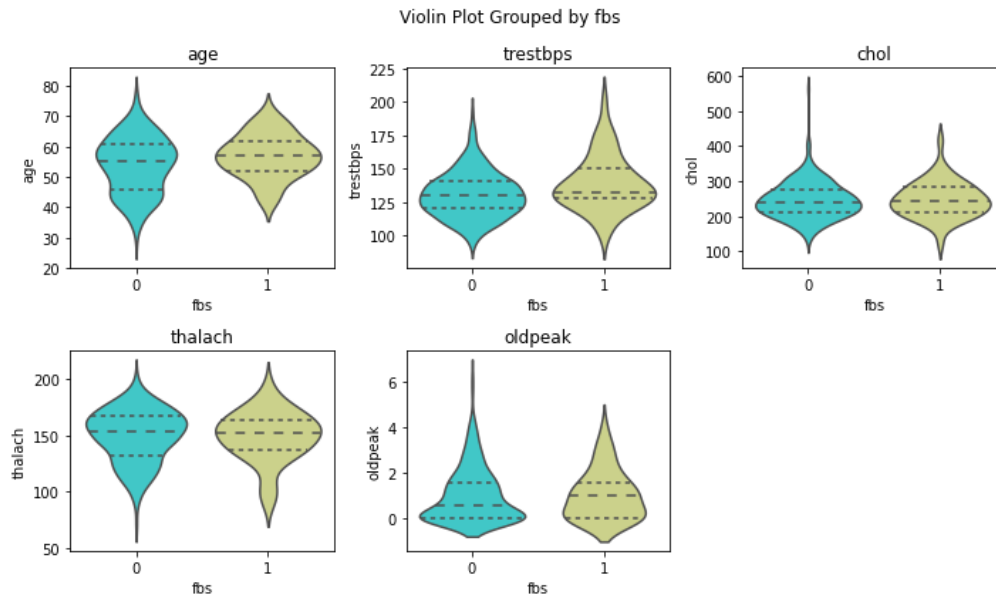 Violin Plot Grouped by fbs
age
trestbps
chol
age
80
70
60
50
40
30
20
0
1
fbs
trestbps
225
200
175
150
125
100
0
1
fbs
chol
600
500
400
300
200
100
0
1
fbs
thalach
oldpeak
thalach
200
150
100
50
0
1
fbs
oldpeak
6
4
2
0
0
1
fbs